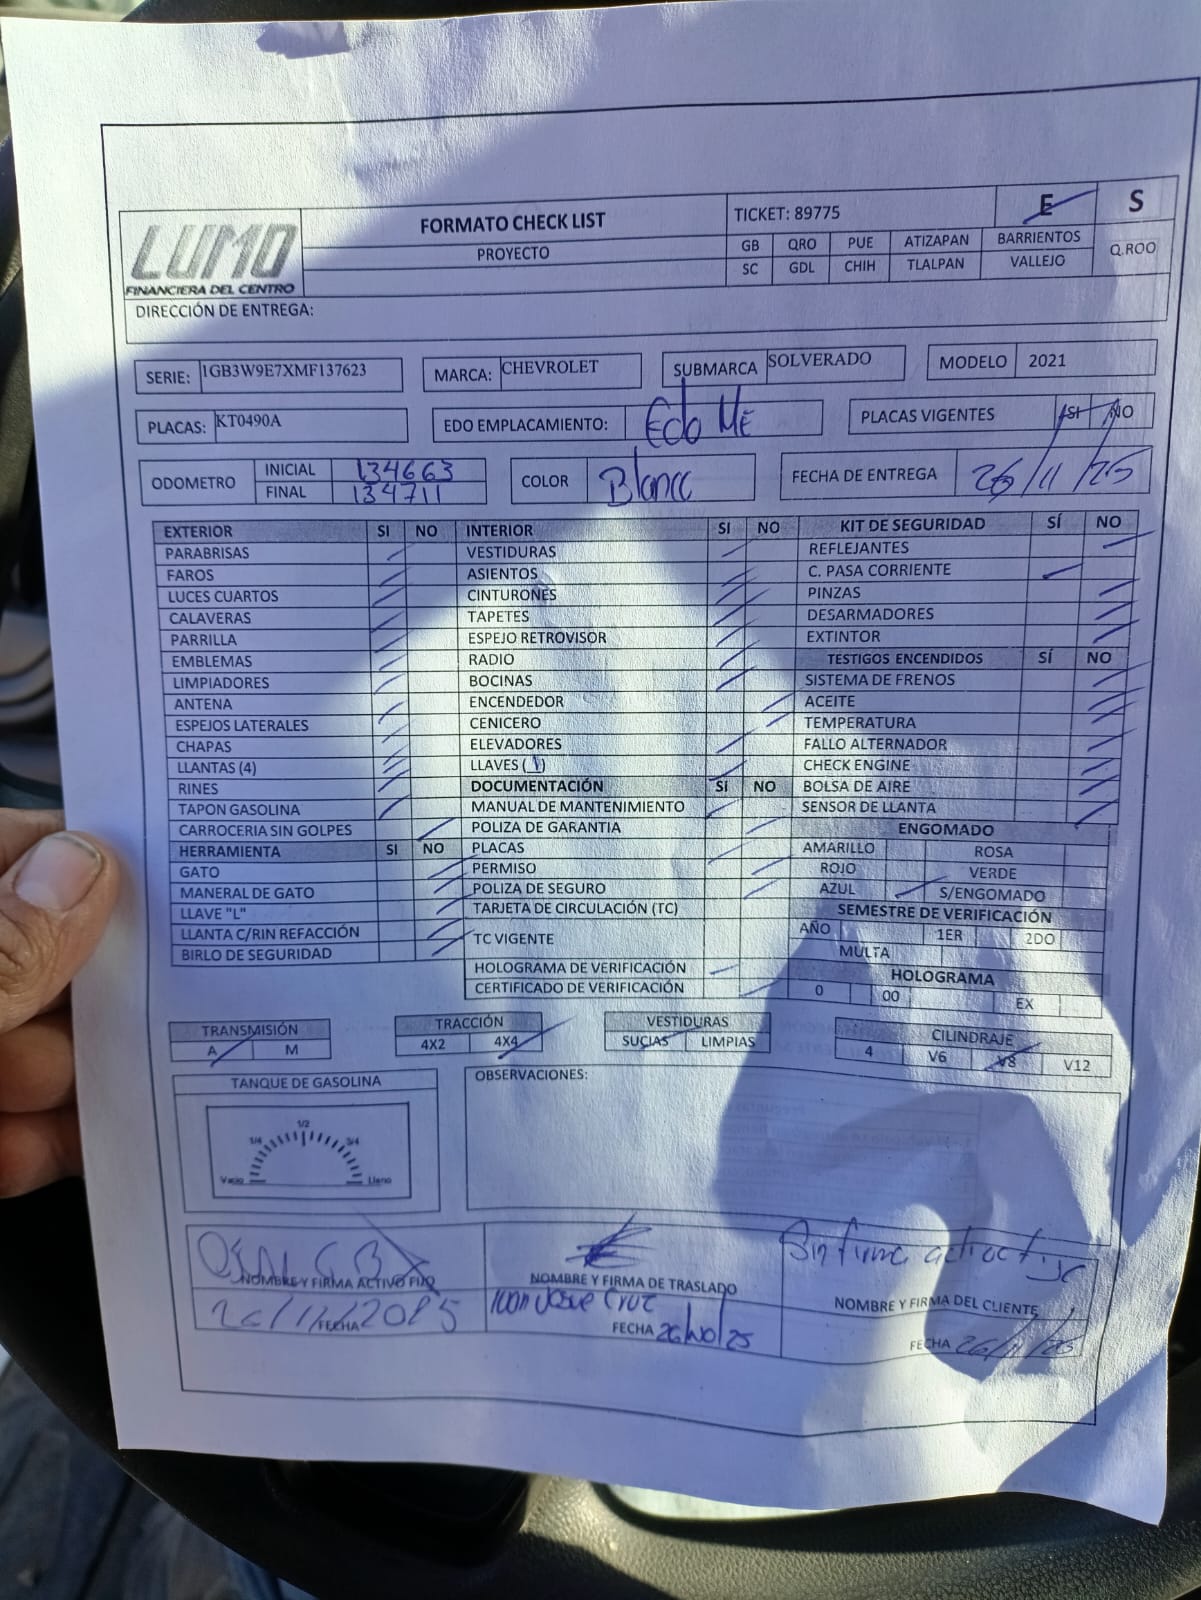 LUMO
FINANCIERA DEL CENTRO
FORMATO CHECK LIST
PROYECTO
TICKET: 89775 E S
GB QRO PUE ATIZAPAN BARRIENTOS Q.ROO
SC GDL CHIH TLALPAN VALLEJO
DIRECCIÓN DE ENTREGA:
SERIE: 1GB3W9E7XMF137623 MARCA: CHEVROLET SUBMARCA SOLVERADO MODELO 2021
PLACAS: KT0490A EDO EMPLACAMIENTO: Edo Mé PLACAS VIGENTES SI NO
ODOMETRO INICIAL 134663 COLOR Blanco FECHA DE ENTREGA 26/11/25
FINAL 134711
EXTERIOR SI NO INTERIOR SI NO KIT DE SEGURIDAD SÍ NO
PARABRISAS VESTIDURAS REFLEJANTES
FAROS ASIENTOS C. PASA CORRIENTE
LUCES CUARTOS CINTURONES PINZAS
CALAVERAS TAPETES DESARMADORES
PARRILLA ESPEJO RETROVISOR EXTINTOR
EMBLEMAS RADIO TESTIGOS ENCENDIDOS SÍ NO
LIMPIADORES BOCINAS SISTEMA DE FRENOS
ANTENA ENCENDEDOR ACEITE
ESPEJOS LATERALES CENICERO TEMPERATURA
CHAPAS ELEVADORES FALLO ALTERNADOR
LLANTAS (4) LLAVES (1) CHECK ENGINE
RINES DOCUMENTACIÓN SI NO BOLSA DE AIRE
TAPON GASOLINA MANUAL DE MANTENIMIENTO SENSOR DE LLANTA
CARROCERIA SIN GOLPES POLIZA DE GARANTIA ENGOMADO
HERRAMIENTA SI NO PLACAS AMARILLO ROSA
GATO PERMISO ROJO VERDE
MANERAL DE GATO POLIZA DE SEGURO AZUL S/ENGOMADO
LLAVE "L" TARJETA DE CIRCULACIÓN (TC) SEMESTRE DE VERIFICACIÓN
LLANTA C/RIN REFACCIÓN TC VIGENTE AÑO 1ER 2DO
BIRLO DE SEGURIDAD MULTA
HOLOGRAMA DE VERIFICACIÓN HOLOGRAMA
CERTIFICADO DE VERIFICACIÓN 0 00 EX
TRANSMISIÓN TRACCIÓN VESTIDURAS CILINDRAJE
A M 4X2 4X4 SUCIAS LIMPIAS 4 V6 V8 V12
TANQUE DE GASOLINA OBSERVACIONES:
1/2
1/4 3/4
Vacio Lleno
Sin firma
NOMBRE Y FIRMA ACTIVO FIJO NOMBRE Y FIRMA DE TRASLADO NOMBRE Y FIRMA DEL CLIENTE
Josue Cruz
FECHA FECHA 26/10/25 FECHA 26/11/25